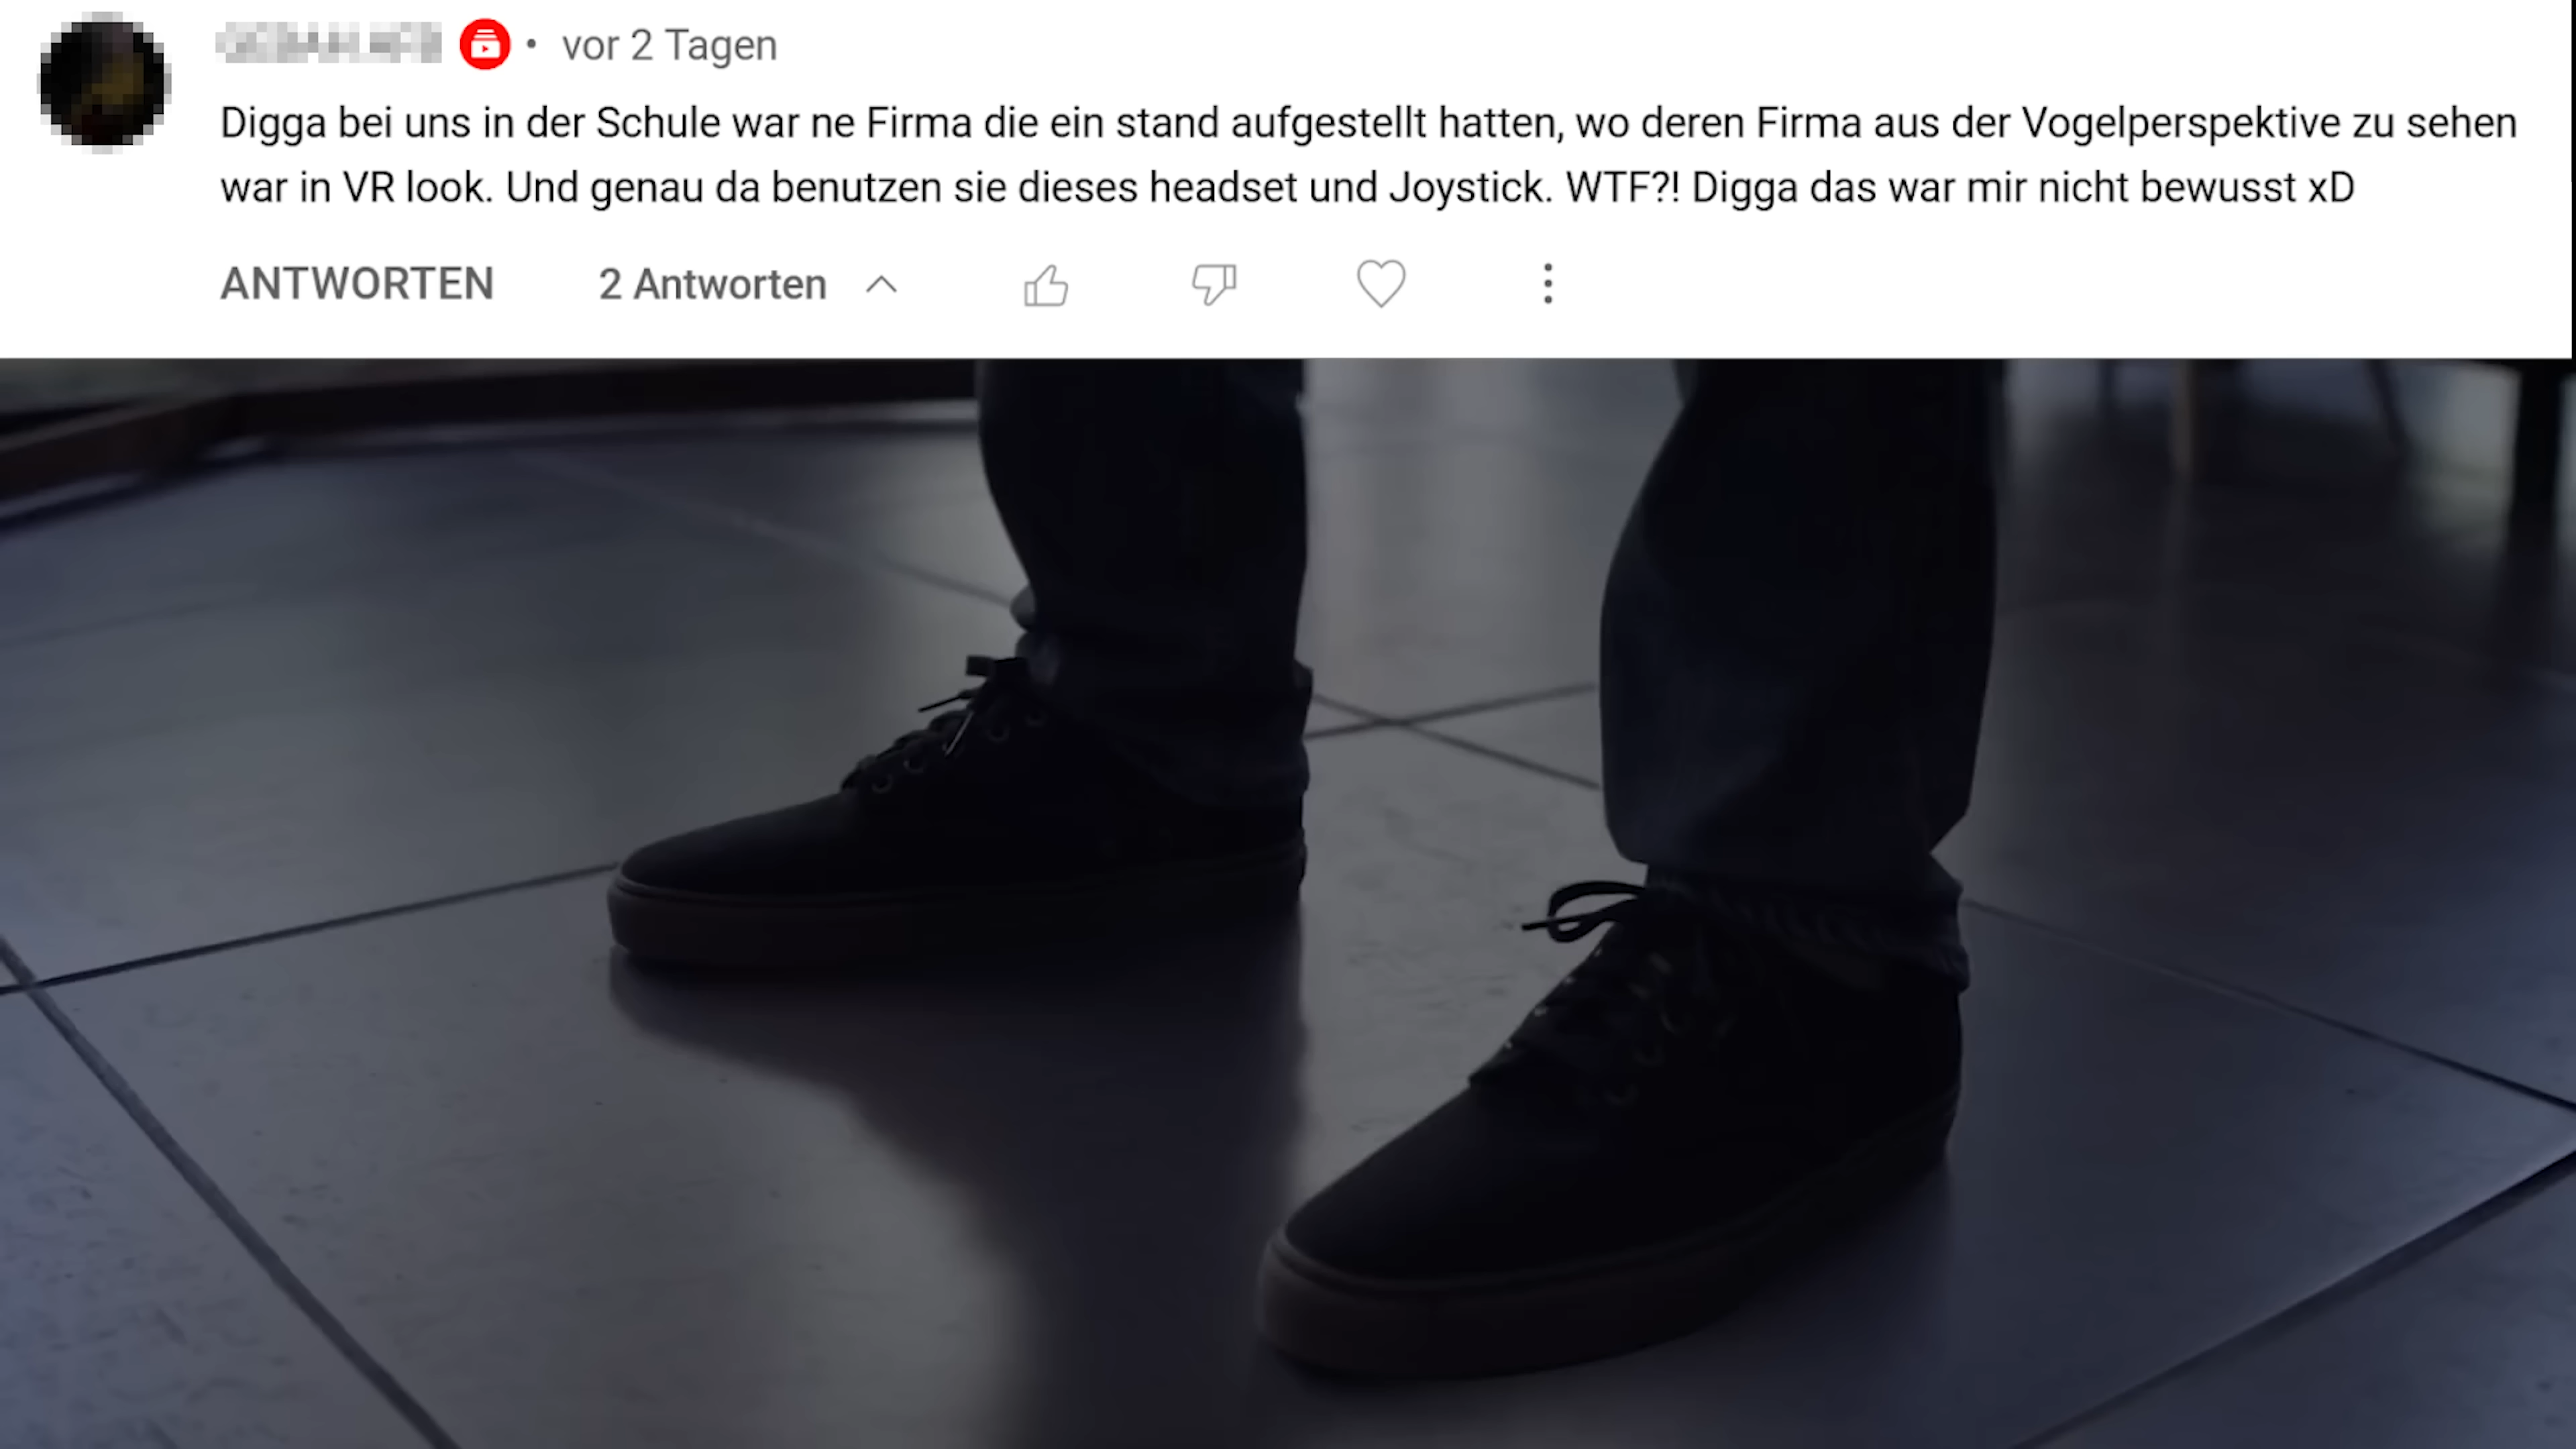 vor 2 Tagen
Digga bei uns in der Schule war ne Firma die ein stand aufgestellt hatten, wo deren Firma aus der Vogelperspektive zu sehen
war in VR look. Und genau da benutzen sie dieses headset und Joystick. WTF?! Digga das war mir nicht bewusst xD
ANTWORTEN 2 Antworten